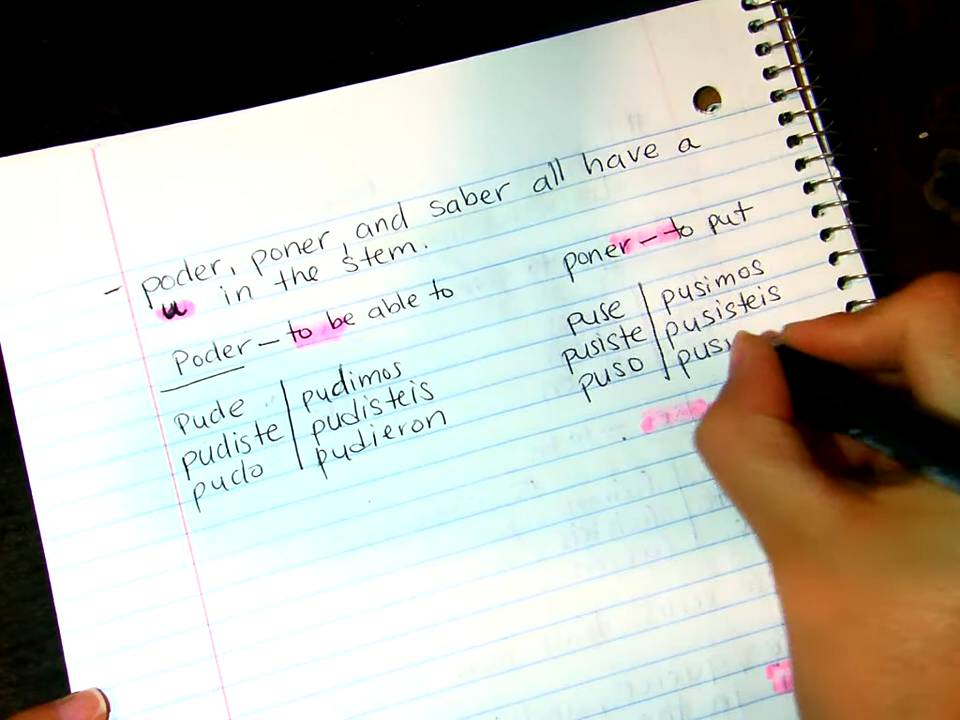 - poder, poner, and saber all have a
u in the stem.
Poder - to be able to
pude | pudimos
pudiste | pudisteis
pudo | pudieron
poner - to put
puse | pusimos
pusiste | pusisteis
puso |